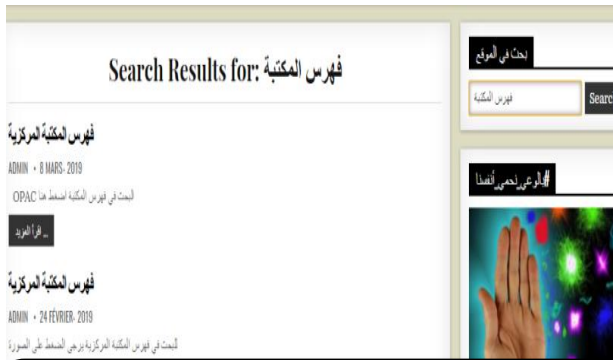 Search Results for: فهرس المكتبة
فهرس المكتبة المركزية
ADMIN • 8 MARS، 2019
البحث في فهرس المكتبة اضغط هنا OPAC
... اقرأ المزيد
فهرس المكتبة المركزية
ADMIN • 24 FÉVRIER، 2019
للبحث في فهرس المكتبة المركزية يرجى الضغط على الصورة
بحث في الموقع
فهرس المكتبة
Search
#بالوعي_نحمي_أنفسنا